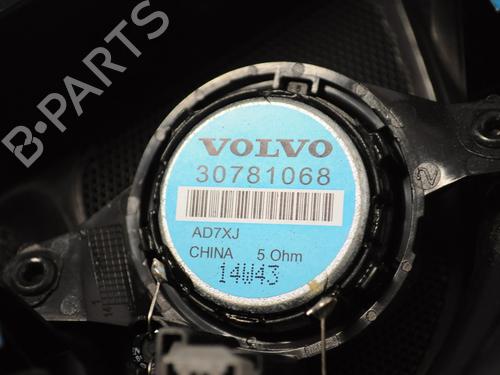 B-PARTS
VOLVO
30781068
AD7XJ
CHINA 5 Ohm
14W43